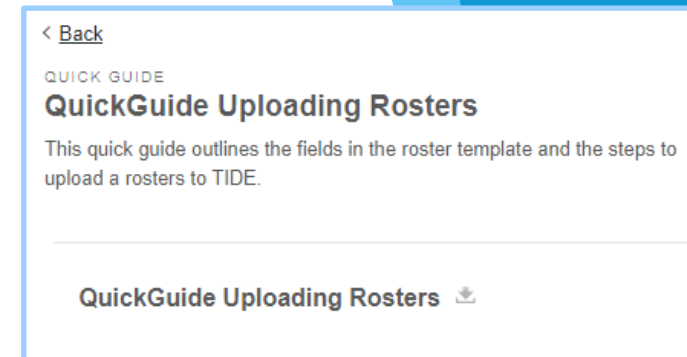 < Back
QUICK GUIDE
QuickGuide Uploading Rosters
This quick guide outlines the fields in the roster template and the steps to
upload a rosters to TIDE.
QuickGuide Uploading Rosters